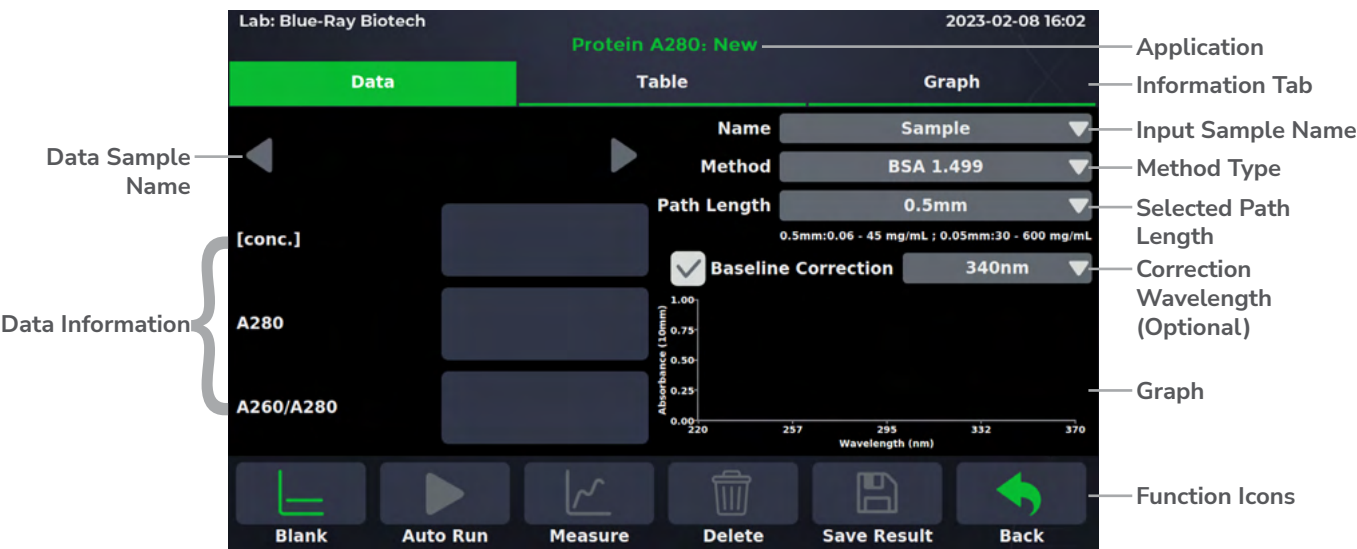 Lab: Blue-Ray Biotech
2023-02-08 16:02
Protein A280: New
Application
Data
Table
Graph
Information Tab
Data Sample
Name
Name
Sample
Input Sample Name
Method
BSA 1.499
Method Type
Path Length
0.5mm
Selected Path
Length
0.5mm:0.06 - 45 mg/mL ; 0.05mm:30 - 600 mg/mL
Baseline Correction
340nm
Correction
Wavelength
(Optional)
Data Information
[conc.]
A280
A260/A280
Absorbance (10mm)
1.00
0.75
0.50
0.25
0.00
220
257
295
332
370
Wavelength (nm)
Graph
Blank
Auto Run
Measure
Delete
Save Result
Back
Function Icons